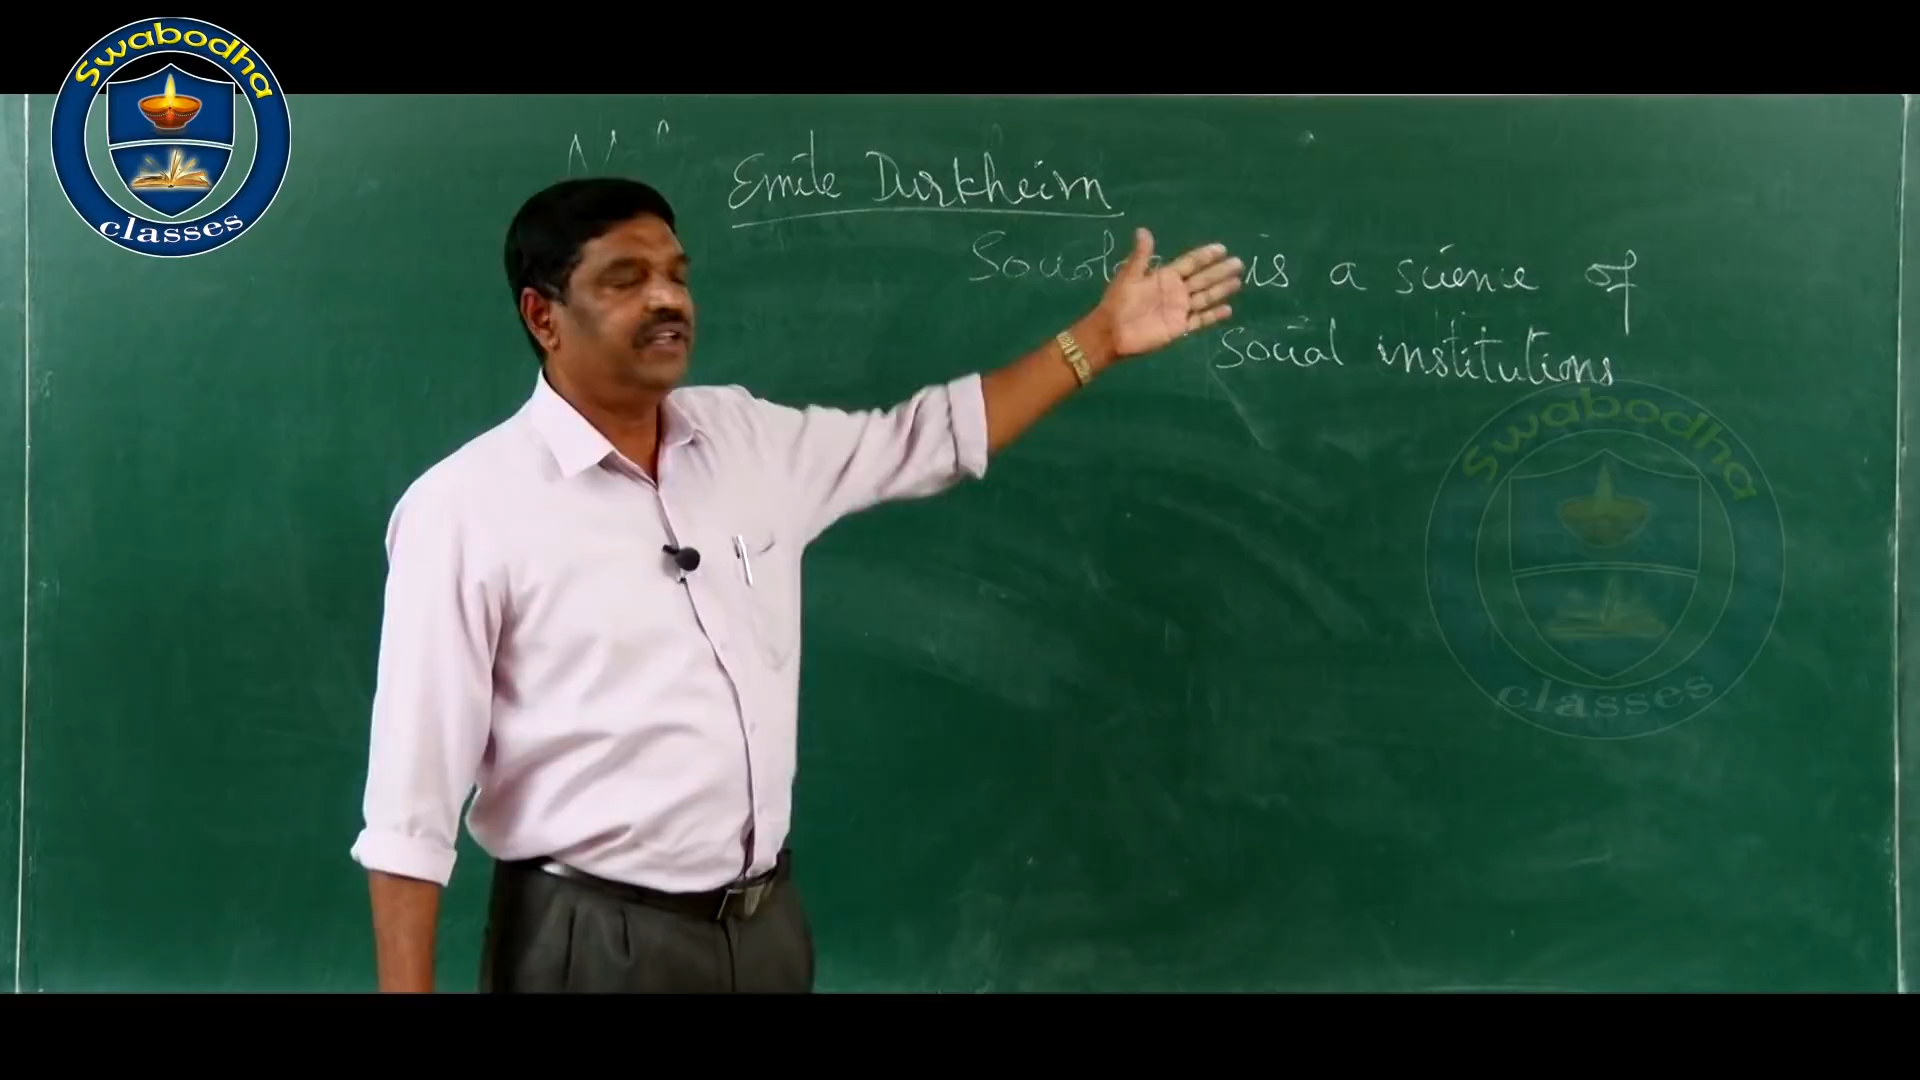 Swabodha
classes
Emile Durkheim
is a science of
Social institutions
Swabodha
classes